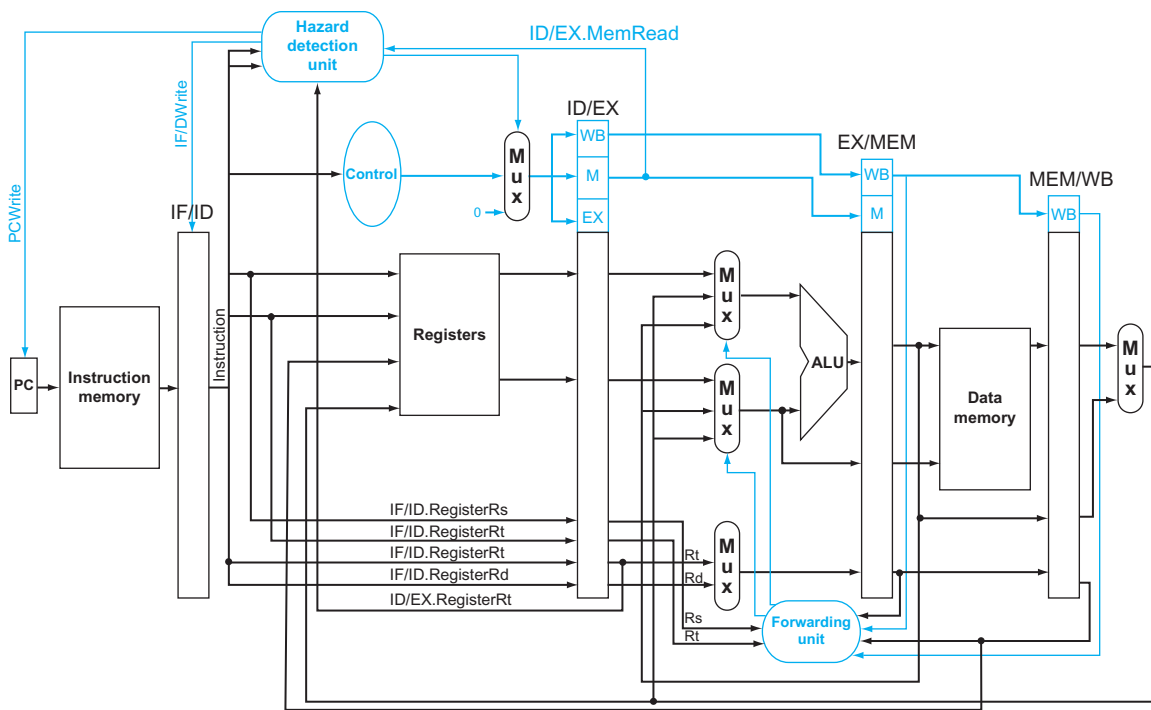 Hazard
detection
unit
ID/EX.MemRead
PCWrite
IF/DWrite
IF/ID
Control
0
M
u
x
ID/EX
WB
M
EX
EX/MEM
WB
M
MEM/WB
WB
PC
Instruction
memory
Instruction
Registers
M
u
x
M
u
x
ALU
Data
memory
M
u
x
IF/ID.RegisterRs
IF/ID.RegisterRt
IF/ID.RegisterRt
IF/ID.RegisterRd
ID/EX.RegisterRt
Rt
Rd
M
u
x
Rs
Rt
Forwarding
unit